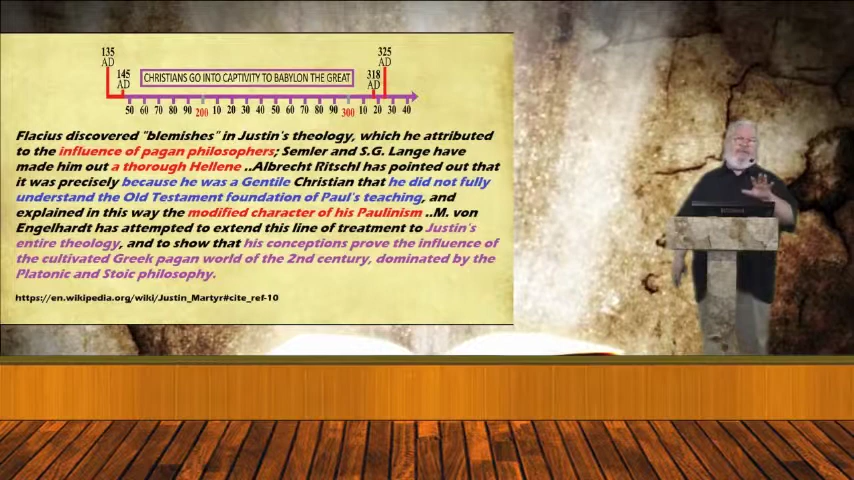 135
AD
325
AD
145
AD
CHRISTIANS GO INTO CAPTIVITY TO BABYLON THE GREAT
318
AD
50 60 70 80 90 200 10 20 30 40 50 60 70 80 90 300 10 20 30 40
Flacius discovered "blemishes" in Justin's theology, which he attributed
to the influence of pagan philosophers; Semler and S.G. Lange have
made him out a thorough Hellene ..Albrecht Ritschl has pointed out that
it was precisely because he was a Gentile Christian that he did not fully
understand the Old Testament foundation of Paul's teaching, and
explained in this way the modified character of his Paulinism ..M. von
Engelhardt has attempted to extend this line of treatment to Justin's
entire theology, and to show that his conceptions prove the influence of
the cultivated Greek pagan world of the 2nd century, dominated by the
Platonic and Stoic philosophy.
https://en.wikipedia.org/wiki/Justin_Martyr#cite_ref-10